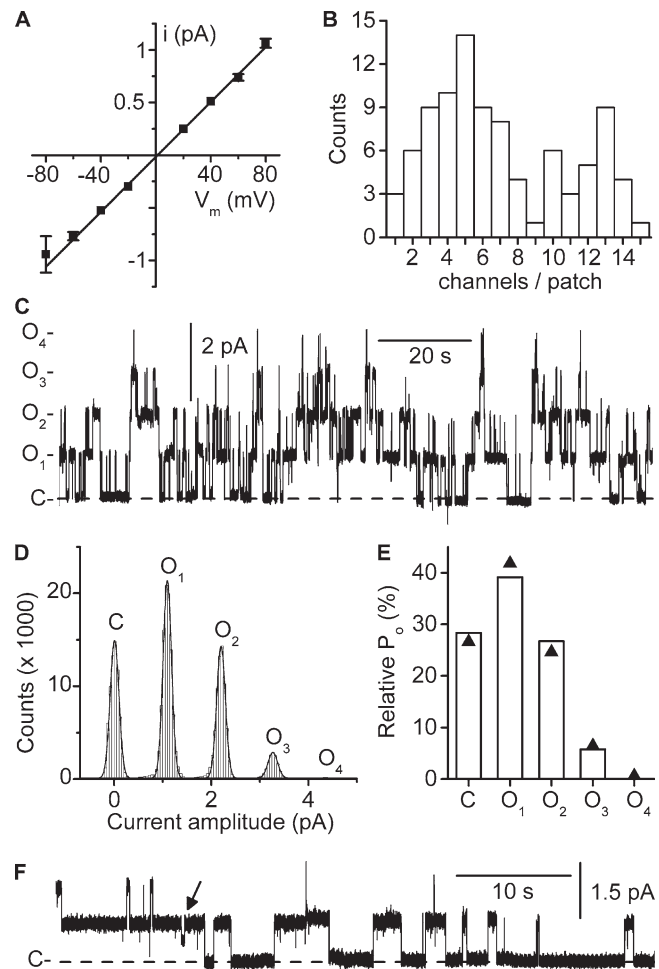 A
i (pA)
1
0.5
-80 -40 40 80
V_m (mV)
-1
B
15
12
9
6
3
0
Counts
2 4 6 8 10 12 14
channels / patch
C
O4-
O3-
O2-
O1-
C-
2 pA
20 s
D
C O1 O2 O3 O4
20
10
0
Counts (x 1000)
0 2 4
Current amplitude (pA)
E
40
30
20
10
0
Relative Po (%)
C O1 O2 O3 O4
F
10 s
1.5 pA
C-